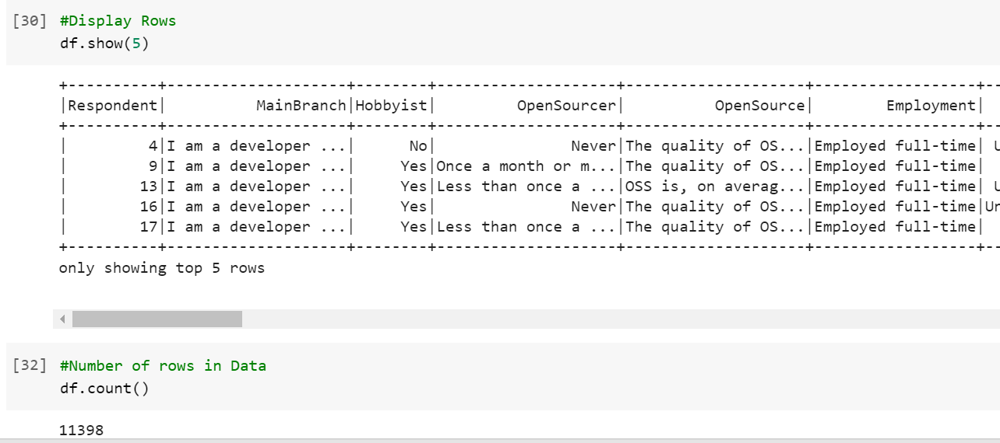 [30] #Display Rows
df.show(5)
+----------+--------------------+--------+--------------------+--------------------+------------------+--
|Respondent|          MainBranch|Hobbyist|         OpenSourcer|          OpenSource|        Employment|
+----------+--------------------+--------+--------------------+--------------------+------------------+--
|         4|I am a developer ...|      No|               Never|The quality of OS...|Employed full-time| U
|         9|I am a developer ...|     Yes|Once a month or m...|The quality of OS...|Employed full-time|
|        13|I am a developer ...|     Yes|Less than once a ...|OSS is, on averag...|Employed full-time| U
|        16|I am a developer ...|     Yes|               Never|The quality of OS...|Employed full-time|Un
|        17|I am a developer ...|     Yes|Less than once a ...|The quality of OS...|Employed full-time|
+----------+--------------------+--------+--------------------+--------------------+------------------+--
only showing top 5 rows
[32] #Number of rows in Data
df.count()
11398